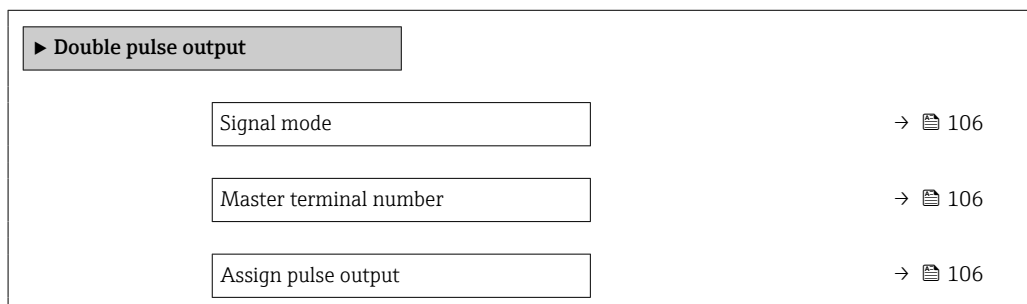 ▶ Double pulse output
Signal mode → 106
Master terminal number → 106
Assign pulse output → 106